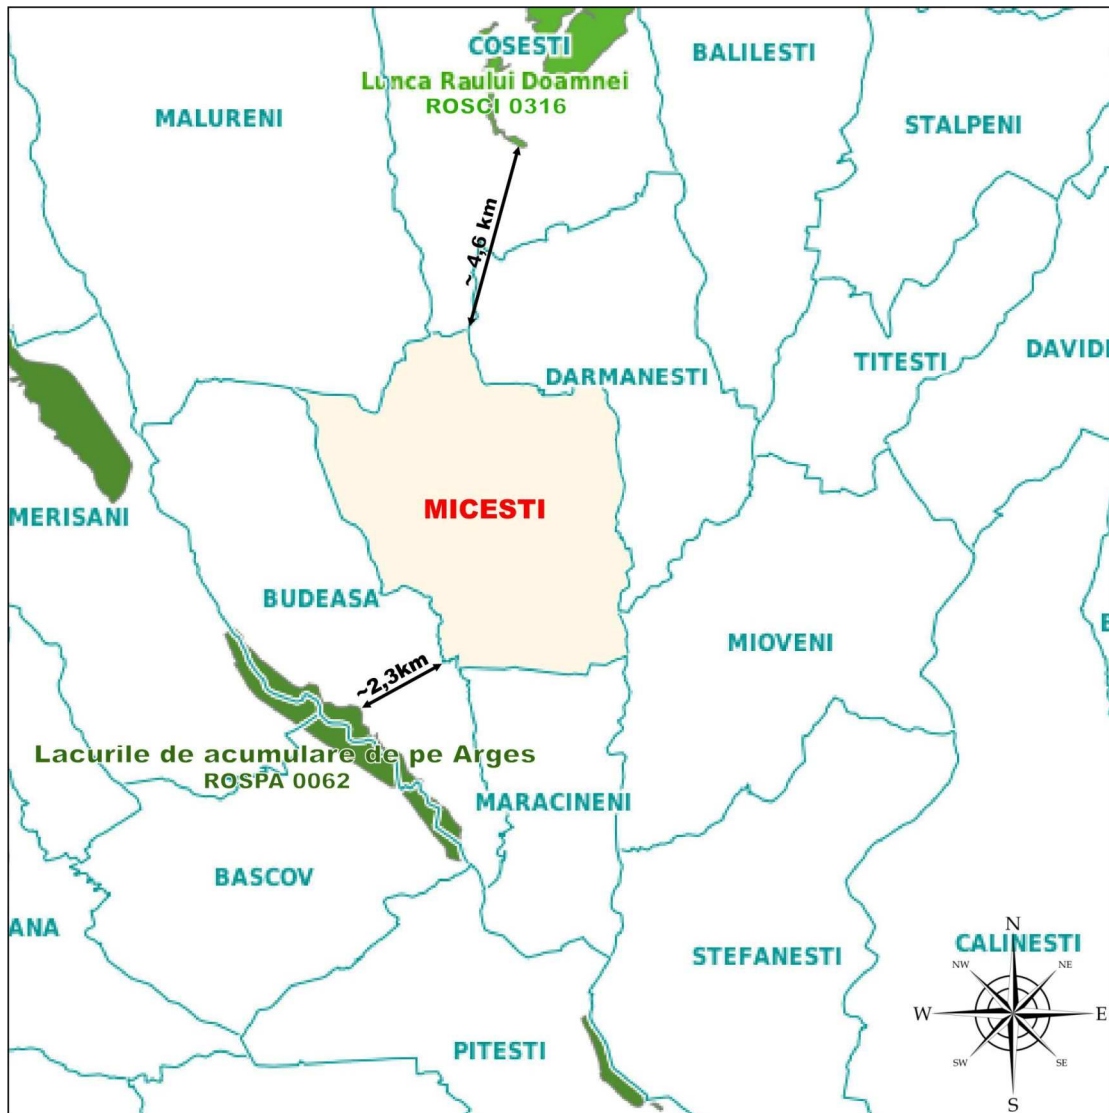 COSESTI
BALILESTI
Lunca Raului Doamnei
ROSCI 0316
MALURENI
STALPENI
~ 4,6 km
TITESTI
DAVIDE
DARMANESTI
MICESTI
MERISANI
BUDEASA
MIOVENI
~2,3km
Lacurile de acumulare de pe Arges
ROSPA 0062
MARACINENI
BASCOV
ANA
STEFANESTI
CALINESTI
N
NW
NE
W
E
SW
SE
S
PITESTI